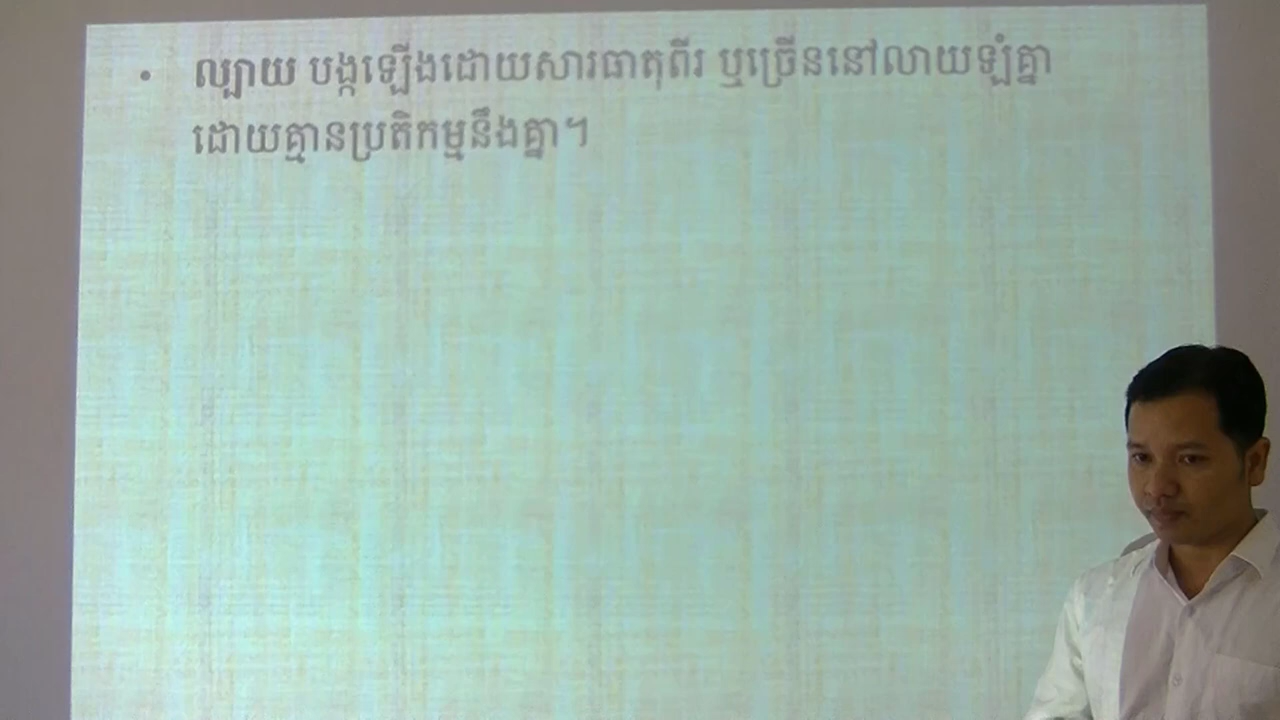 • ល្បាយ បង្កឡើងដោយសារធាតុពីរ ឬច្រើននៅលាយឡំគ្នា
ដោយគ្មានប្រតិកម្មនឹងគ្នា។